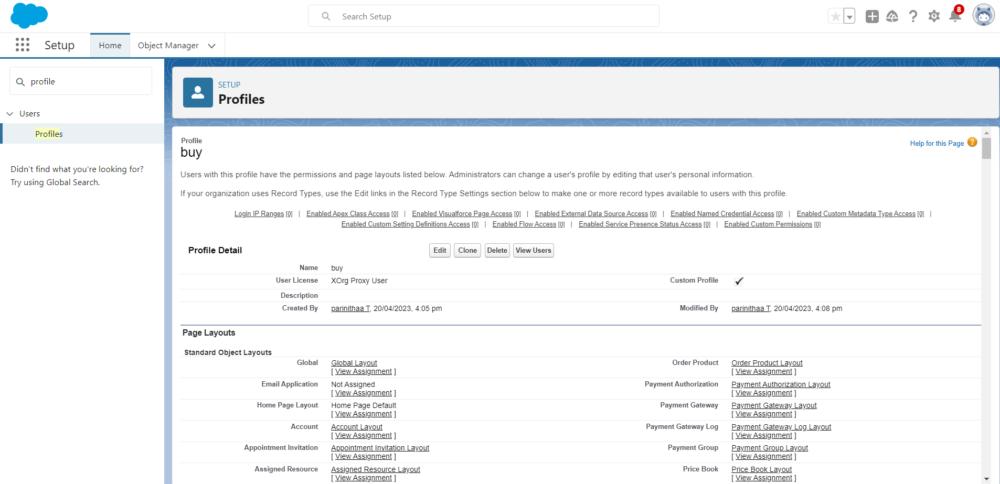 Search Setup
8
Setup
Home
Object Manager
profile
Users
Profiles
Didn't find what you're looking for?
Try using Global Search.
SETUP
Profiles
Profile
buy
Help for this Page ?
Users with this profile have the permissions and page layouts listed below. Administrators can change a user's profile by editing that user's personal information.
If your organization uses Record Types, use the Edit links in the Record Type Settings section below to make one or more record types available to users with this profile.
Login IP Ranges [0] | Enabled Apex Class Access [0] | Enabled Visualforce Page Access [0] | Enabled External Data Source Access [0] | Enabled Named Credential Access [0] | Enabled Custom Metadata Type Access [0] |
Enabled Custom Setting Definitions Access [0] | Enabled Flow Access [0] | Enabled Service Presence Status Access [0] | Enabled Custom Permissions [0]
Profile Detail Edit Clone Delete View Users
Name buy
User License XOrg Proxy User Custom Profile
Description
Created By parinithaa T, 20/04/2023, 4:05 pm Modified By parinithaa T, 20/04/2023, 4:08 pm
Page Layouts
Standard Object Layouts
Global Global Layout Order Product Order Product Layout
[ View Assignment ] [ View Assignment ]
Email Application Not Assigned Payment Authorization Payment Authorization Layout
[ View Assignment ] [ View Assignment ]
Home Page Layout Home Page Default Payment Gateway Payment Gateway Layout
[ View Assignment ] [ View Assignment ]
Account Account Layout Payment Gateway Log Payment Gateway Log Layout
[ View Assignment ] [ View Assignment ]
Appointment Invitation Appointment Invitation Layout Payment Group Payment Group Layout
[ View Assignment ] [ View Assignment ]
Assigned Resource Assigned Resource Layout Price Book Price Book Layout
[ View Assignment ] [ View Assignment ]